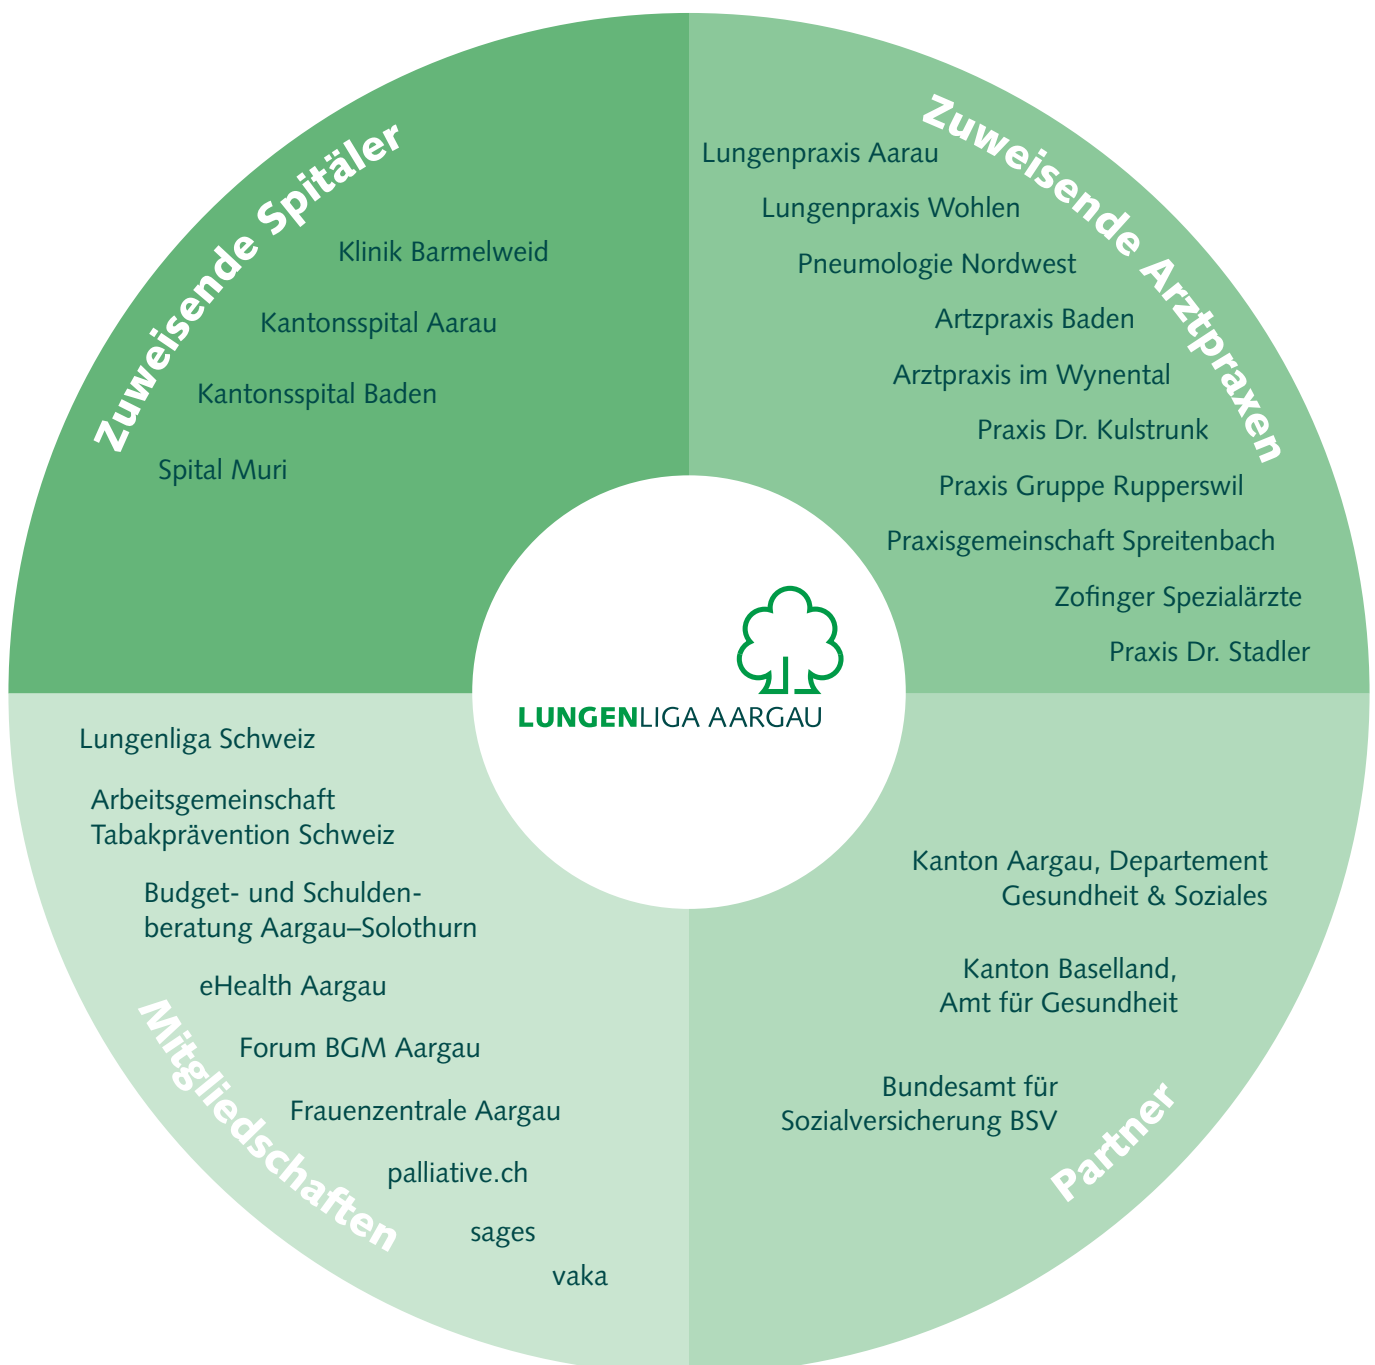 Zuweisende Spitäler
Klinik Barmelweid
Kantonsspital Aarau
Kantonsspital Baden
Spital Muri
Zuweisende Arztpraxen
Lungenpraxis Aarau
Lungenpraxis Wohlen
Pneumologie Nordwest
Artzpraxis Baden
Arztpraxis im Wynental
Praxis Dr. Kulstrunk
Praxis Gruppe Rupperswil
Praxisgemeinschaft Spreitenbach
Zofinger Spezialärzte
Praxis Dr. Stadler
LUNGENLIGA AARGAU
Lungenliga Schweiz
Arbeitsgemeinschaft
Tabakprävention Schweiz
Budget- und Schulden-
beratung Aargau–Solothurn
eHealth Aargau
Forum BGM Aargau
Frauenzentrale Aargau
palliative.ch
sages
vaka
Mitgliedschaften
Kanton Aargau, Departement
Gesundheit & Soziales
Kanton Baselland,
Amt für Gesundheit
Bundesamt für
Sozialversicherung BSV
Partner